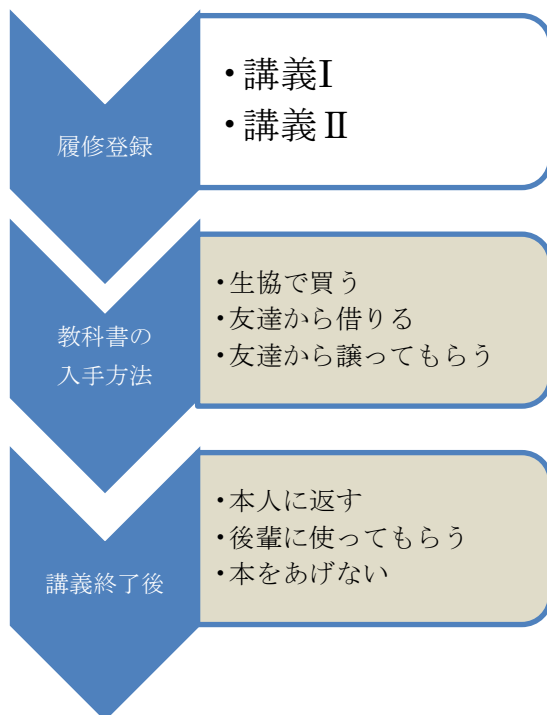 履修登録
・講義Ⅰ
・講義Ⅱ
教科書の
入手方法
・生協で買う
・友達から借りる
・友達から譲ってもらう
講義終了後
・本人に返す
・後輩に使ってもらう
・本をあげない